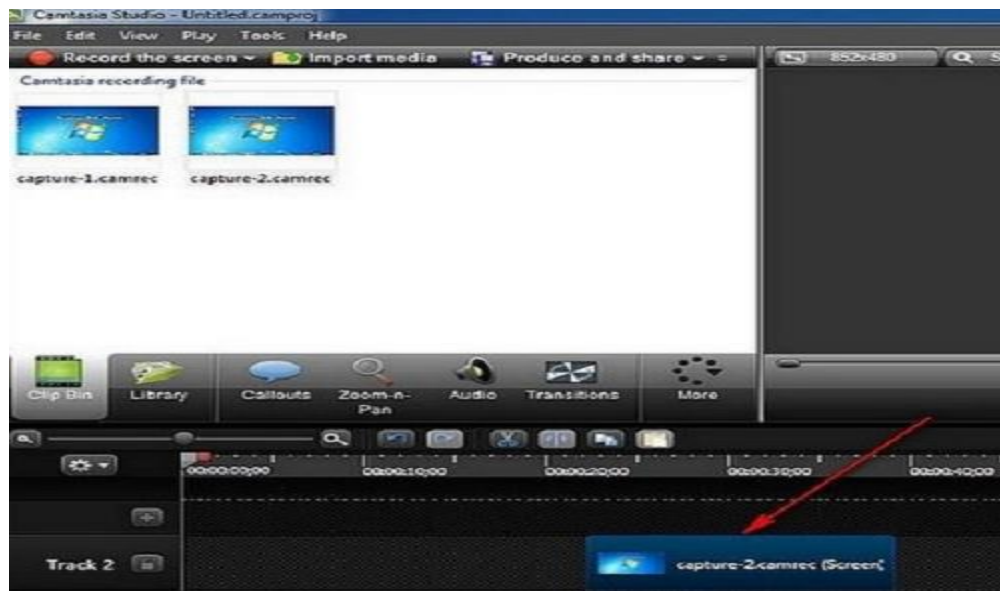 Camtasia Studio - Untitled.camproj
File Edit View Play Tools Help
Record the screen Import media Produce and share 852x480 S
Camtasia recording file
capture-1.camrec capture-2.camrec
Clip Bin Library Callouts Zoom-n-Pan Audio Transitions More
00:00:00;00 00:00:10;00 00:00:20;00 00:00:30;00 00:00:40;00
Track 2 capture-2.camrec (Screen)